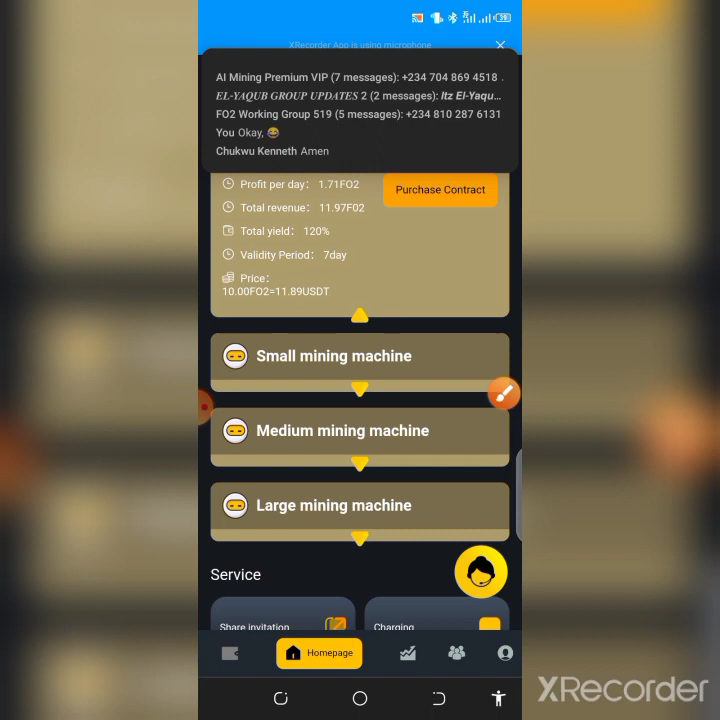 XRecorder App is using microphone
AI Mining Premium VIP (7 messages): +234 704 869 4518 .
EL-YAQUB GROUP UPDATES 2 (2 messages): Itz El-Yaqu...
FO2 Working Group 519 (5 messages): +234 810 287 6131
You Okay, 😂
Chukwu Kenneth Amen
Profit per day: 1.71FO2
Purchase Contract
Total revenue: 11.97FO2
Total yield: 120%
Validity Period: 7day
Price:
10.00FO2=11.89USDT
Small mining machine
Medium mining machine
Large mining machine
Service
Share invitation
Charging
Homepage
XRecorder